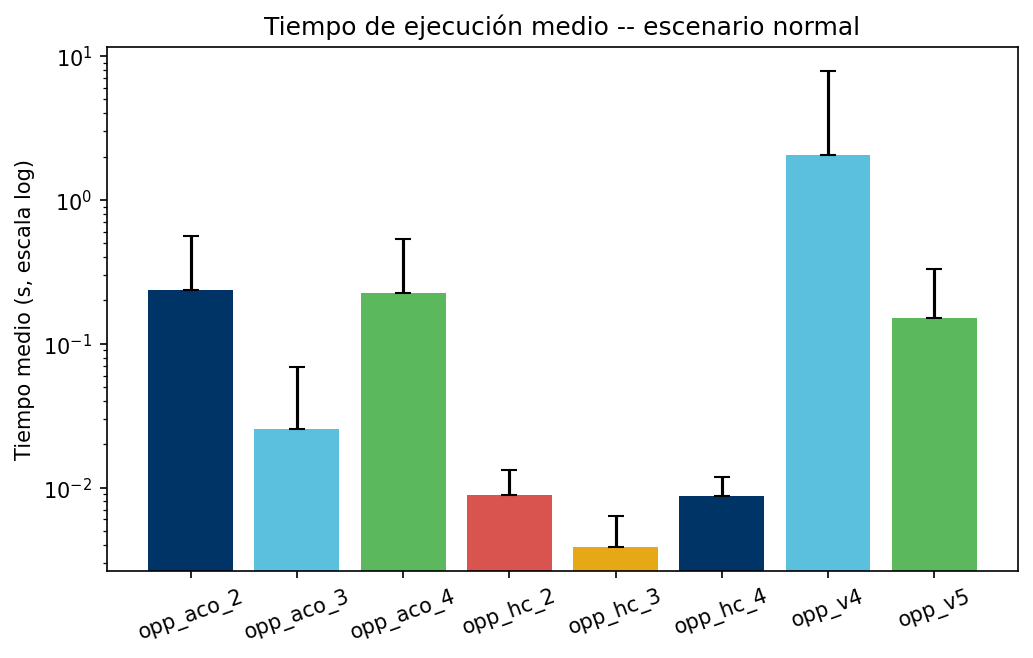 Tiempo de ejecución medio -- escenario normal
Tiempo medio (s, escala log)
10¹
10⁰
10⁻¹
10⁻²
opp_aco_2
opp_aco_3
opp_aco_4
opp_hc_2
opp_hc_3
opp_hc_4
opp_v4
opp_v5